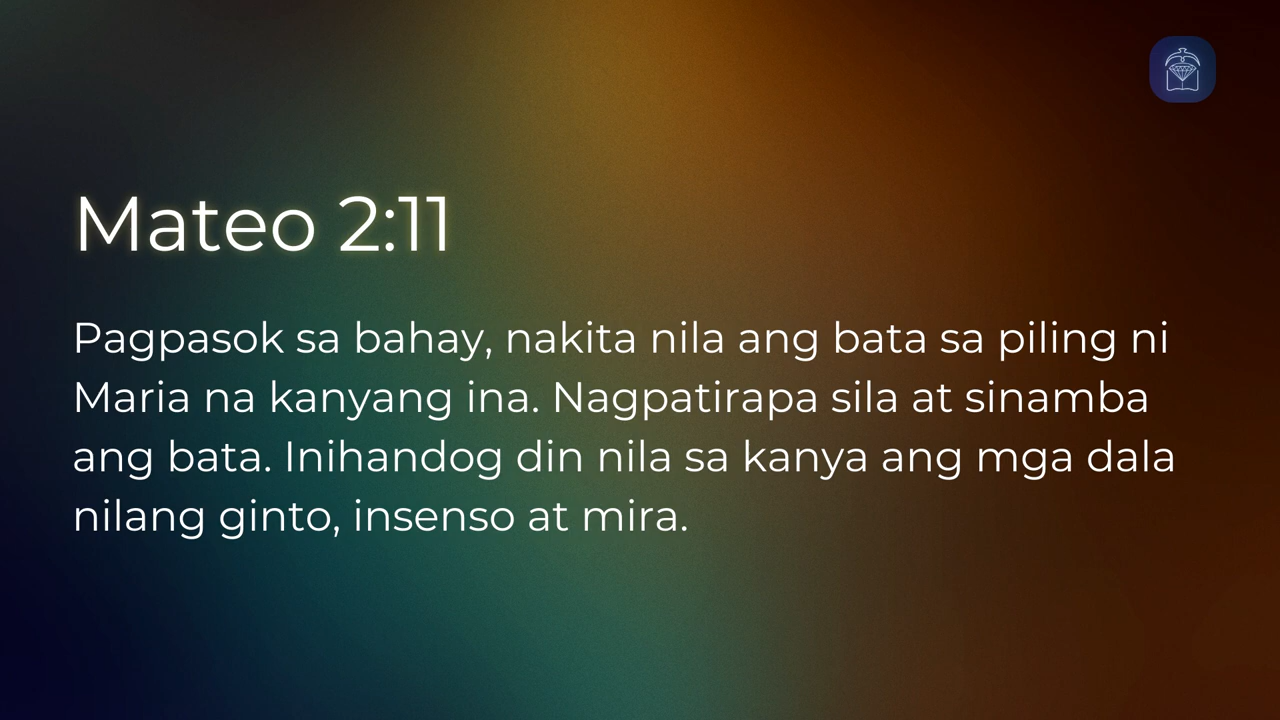 Mateo 2:11
Pagpasok sa bahay, nakita nila ang bata sa piling ni
Maria na kanyang ina. Nagpatirapa sila at sinamba
ang bata. Inihandog din nila sa kanya ang mga dala
nilang ginto, insenso at mira.